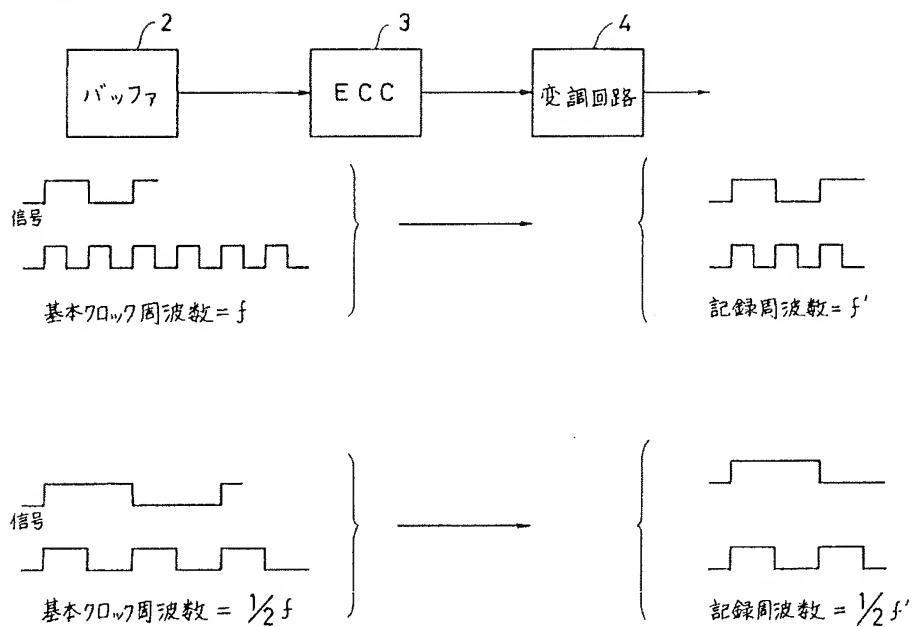 2
3
4
バッファ
ECC
変調回路
信号
基本クロック周波数=f
記録周波数=f'
信号
基本クロック周波数= 1/2 f
記録周波数= 1/2 f'